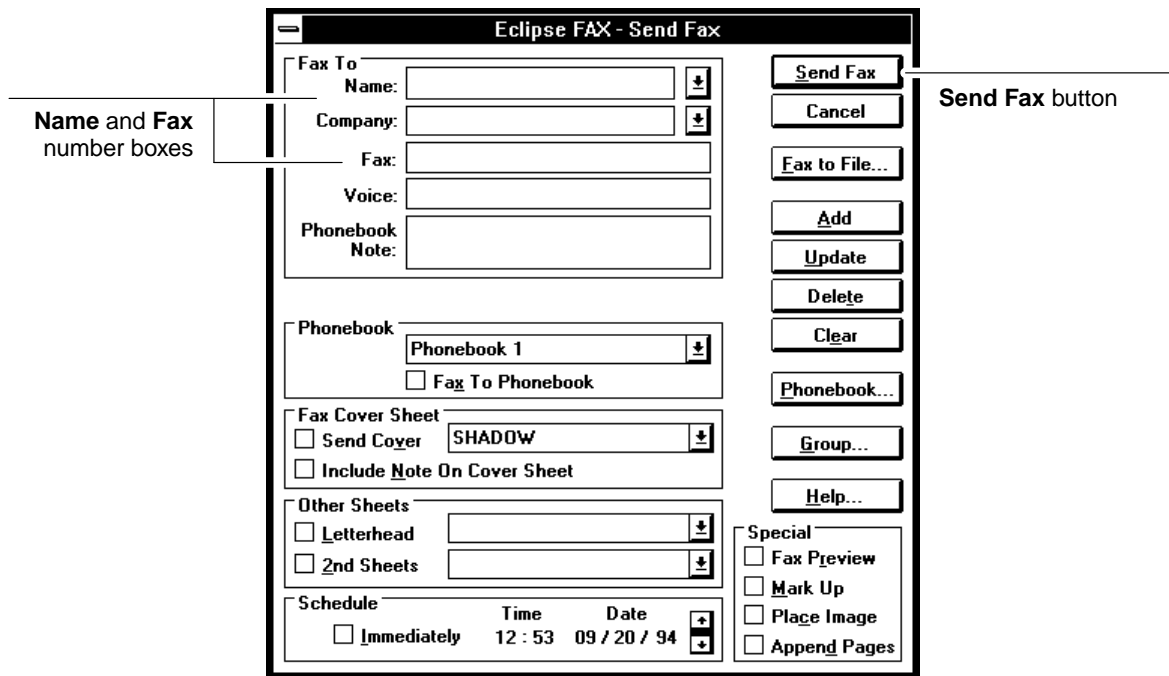 Eclipse FAX - Send Fax
Fax To
Name:
Company:
Fax:
Voice:
Phonebook
Note:
Name and Fax
number boxes
Phonebook
Phonebook 1
Fax To Phonebook
Fax Cover Sheet
Send Cover
SHADOW
Include Note On Cover Sheet
Other Sheets
Letterhead
2nd Sheets
Schedule
Time Date
Immediately 12 : 53 09 / 20 / 94
Send Fax
Cancel
Fax to File...
Add
Update
Delete
Clear
Phonebook...
Group...
Help...
Special
Fax Preview
Mark Up
Place Image
Append Pages
Send Fax button